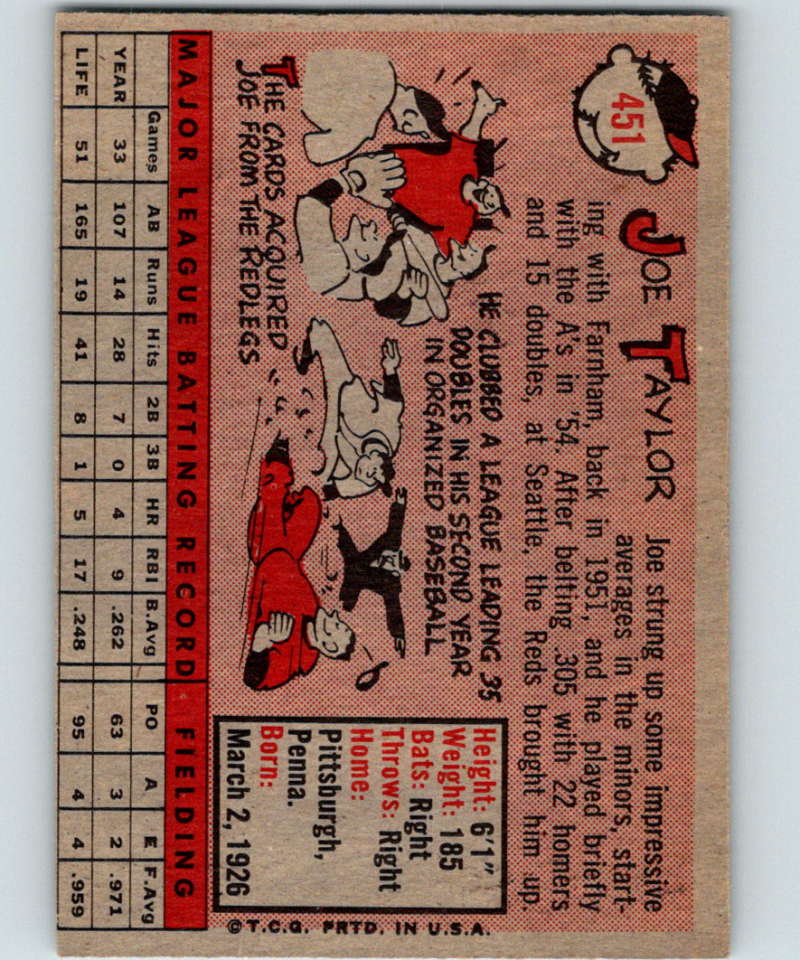 451
JOE TAYLOR
Joe strung up some impressive
averages in the minors, start-
ing with Farnham, back in 1951, and he played briefly
with the A's in '54. After belting .305 with 22 homers
and 15 doubles, at Seattle, the Reds brought him up.
HE CLUBBED A LEAGUE LEADING 35
DOUBLES IN HIS SECOND YEAR
IN ORGANIZED BASEBALL
THE CARDS ACQUIRED
JOE FROM THE REDLEGS
Height: 6'1"
Weight: 185
Bats: Right
Throws: Right
Home:
Pittsburgh,
Penna.
Born:
March 2, 1926
©T.C.G. PRTD. IN U.S.A.
MAJOR LEAGUE BATTING RECORD FIELDING
Games AB Runs Hits 2B 3B HR RBI B.Avg PO A E F.Avg
YEAR 33 107 14 28 7 0 4 9 .262 63 3 2 .971
LIFE 51 165 19 41 8 1 5 17 .248 95 4 4 .959